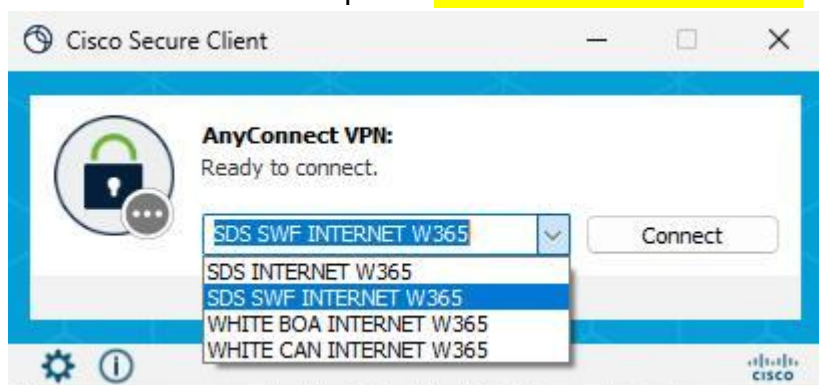 Cisco Secure Client
AnyConnect VPN:
Ready to connect.
SDS SWF INTERNET W365
Connect
SDS INTERNET W365
SDS SWF INTERNET W365
WHITE BOA INTERNET W365
WHITE CAN INTERNET W365
CISCO